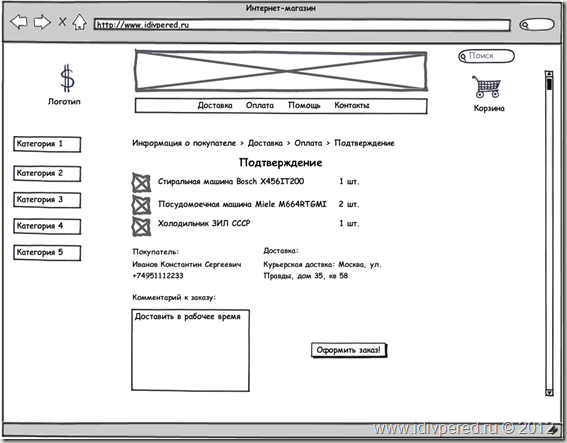 Интернет-магазин
http://www.idivpered.ru
Поиск
$
Логотип
Корзина
Доставка Оплата Помощь Контакты
Категория 1
Категория 2
Категория 3
Категория 4
Категория 5
Информация о покупателе > Доставка > Оплата > Подтверждение
Подтверждение
Стиральная машина Bosch X456IT200 1 шт.
Посудомоечная машина Miele M664RTGMI 2 шт.
Холодильник ЗИЛ СССР 1 шт.
Покупатель:
Иванов Константин Сергеевич
+74951112233
Доставка:
Курьерская доствка: Москва, ул.
Правды, дом 35, кв 58
Комментарий к заказу:
Доставить в рабочее время
Оформить заказ!
www.idivpered.ru © 2012